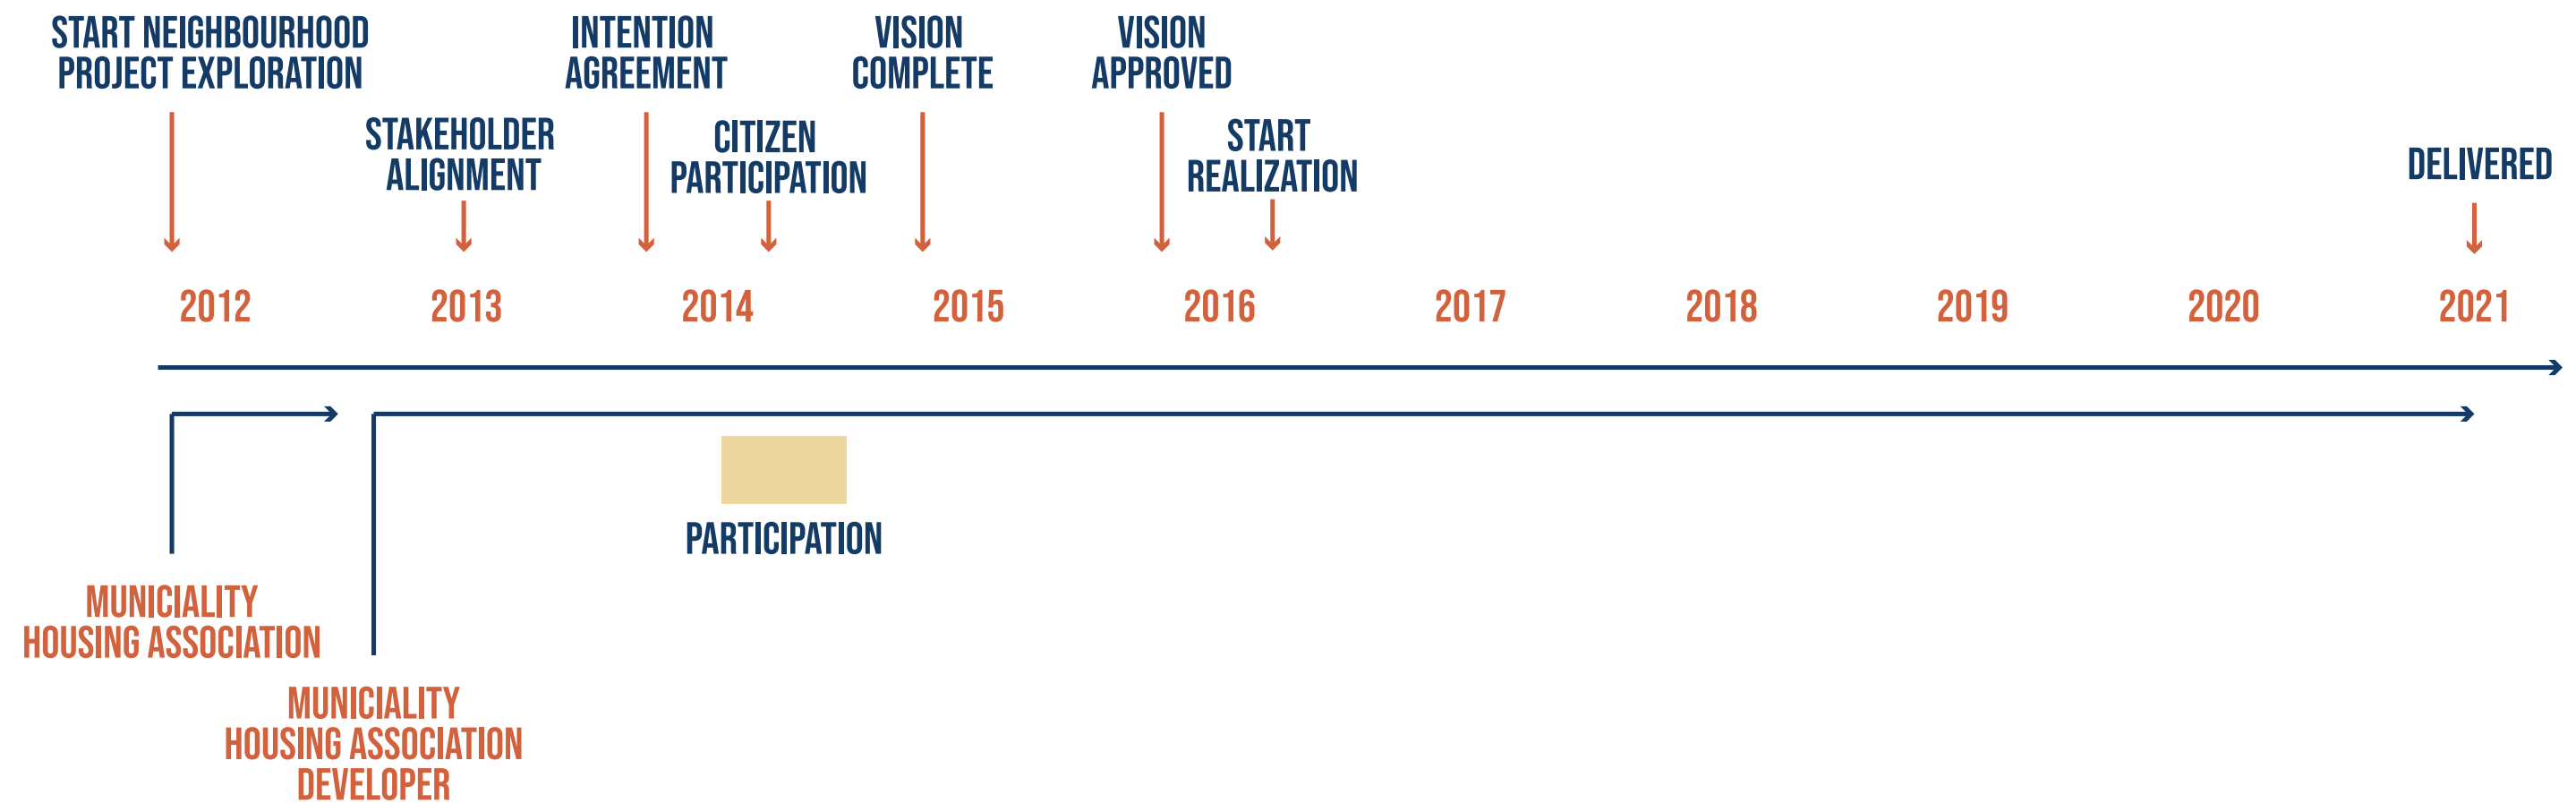 START NEIGHBOURHOOD
PROJECT EXPLORATION
STAKEHOLDER
ALIGNMENT
INTENTION
AGREEMENT
CITIZEN
PARTICIPATION
VISION
COMPLETE
VISION
APPROVED
START
REALIZATION
DELIVERED
2012 2013 2014 2015 2016 2017 2018 2019 2020 2021
PARTICIPATION
MUNICIALITY
HOUSING ASSOCIATION
MUNICIALITY
HOUSING ASSOCIATION
DEVELOPER